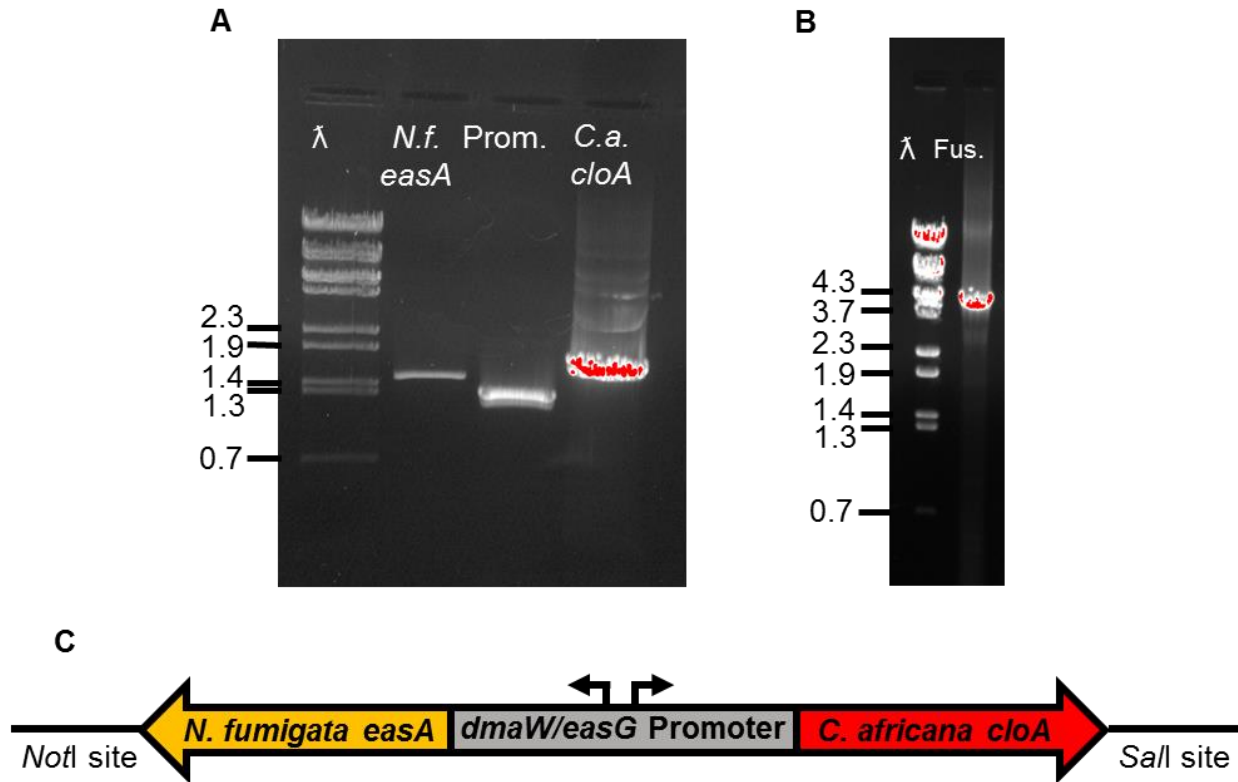 A
B
ƛ N.f. easA Prom. C.a. cloA
2.3
1.9
1.4
1.3
0.7
ƛ Fus.
4.3
3.7
2.3
1.9
1.4
1.3
0.7
C
N. fumigata easA dmaW/easG Promoter C. africana cloA
NotI site SalI site